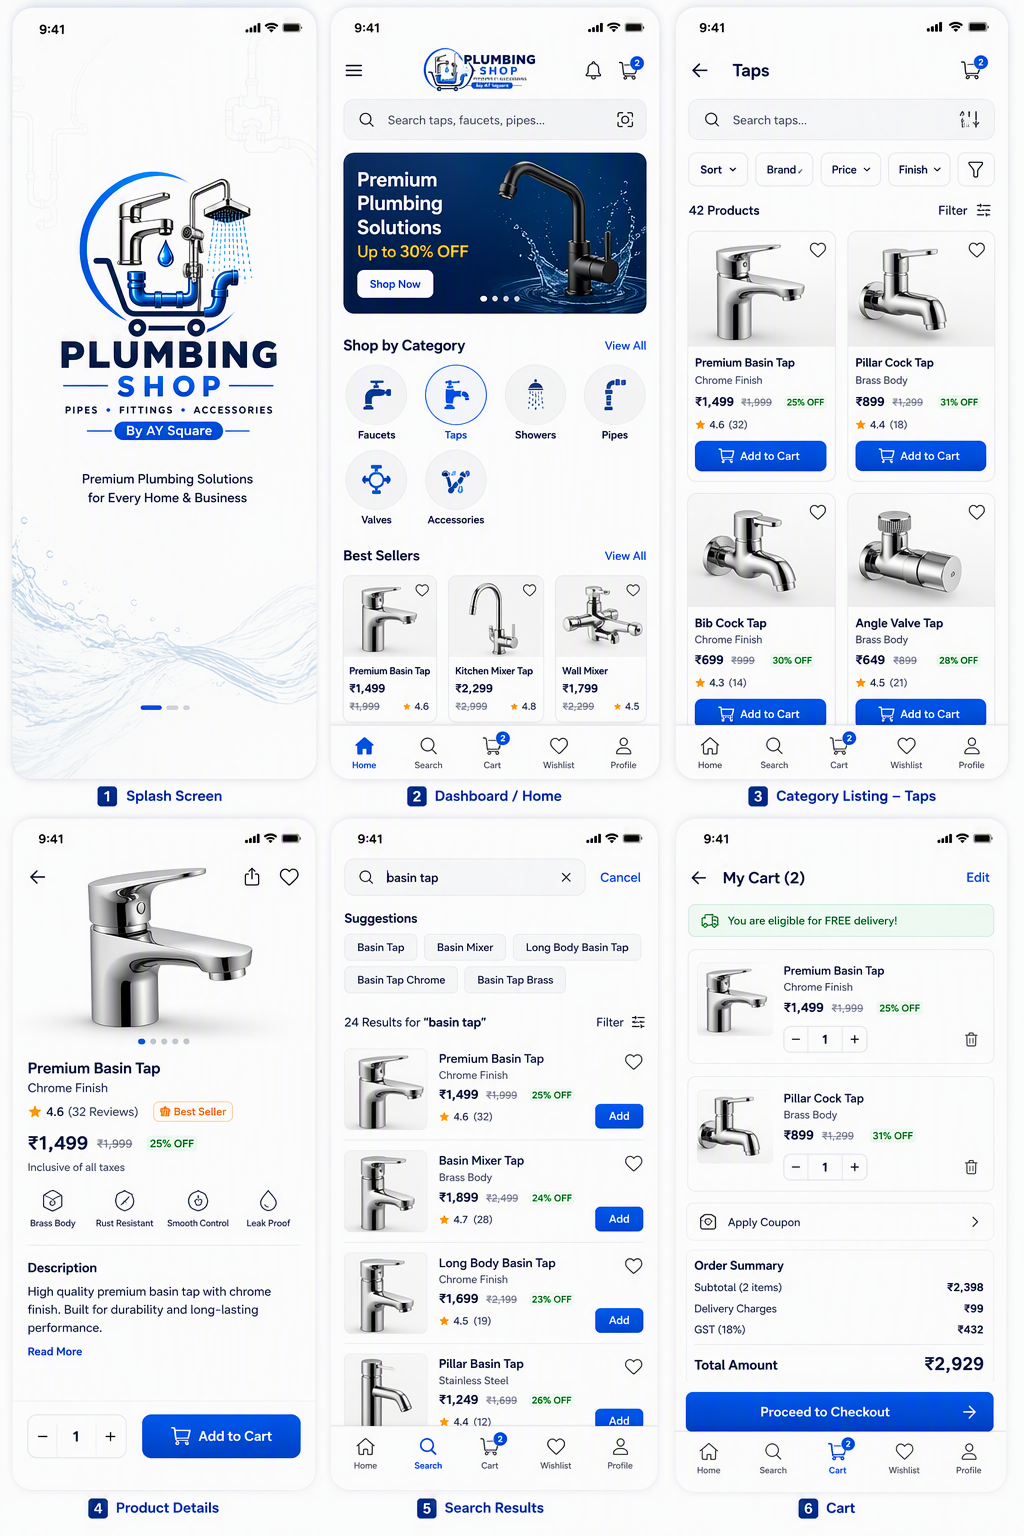 9:41
PLUMBING
SHOP
PIPES • FITTINGS • ACCESSORIES
By AY Square
Premium Plumbing Solutions
for Every Home & Business
1 Splash Screen
9:41
PLUMBING
SHOP
By AY Square
2
Search taps, faucets, pipes...
Premium
Plumbing
Solutions
Up to 30% OFF
Shop Now
Shop by Category View All
Faucets Taps Showers Pipes
Valves Accessories
Best Sellers View All
Premium Basin Tap Kitchen Mixer Tap Wall Mixer
₹1,499 ₹2,299 ₹1,799
₹1,999 4.6 ₹2,999 4.8 ₹2,299 4.5
2
Home Search Cart Wishlist Profile
2 Dashboard / Home
9:41
Taps 2
Search taps...
Sort Brand Price Finish
42 Products Filter
Premium Basin Tap Pillar Cock Tap
Chrome Finish Brass Body
₹1,499 ₹1,999 25% OFF ₹899 ₹1,299 31% OFF
4.6 (32) 4.4 (18)
Add to Cart Add to Cart
Bib Cock Tap Angle Valve Tap
Chrome Finish Brass Body
₹699 ₹999 30% OFF ₹649 ₹899 28% OFF
4.3 (14) 4.5 (21)
Add to Cart Add to Cart
2
Home Search Cart Wishlist Profile
3 Category Listing – Taps
9:41
Premium Basin Tap
Chrome Finish
4.6 (32 Reviews) Best Seller
₹1,499 ₹1,999 25% OFF
Inclusive of all taxes
Brass Body Rust Resistant Smooth Control Leak Proof
Description
High quality premium basin tap with chrome
finish. Built for durability and long-lasting
performance.
Read More
− 1 + Add to Cart
4 Product Details
9:41
basin tap Cancel
Suggestions
Basin Tap Basin Mixer Long Body Basin Tap
Basin Tap Chrome Basin Tap Brass
24 Results for “basin tap” Filter
Premium Basin Tap
Chrome Finish
₹1,499 ₹1,999 25% OFF
4.6 (32) Add
Basin Mixer Tap
Brass Body
₹1,899 ₹2,499 24% OFF
4.7 (28) Add
Long Body Basin Tap
Chrome Finish
₹1,699 ₹2,199 23% OFF
4.5 (19) Add
Pillar Basin Tap
Stainless Steel
₹1,249 ₹1,699 26% OFF
4.4 (12) Add
2
Home Search Cart Wishlist Profile
5 Search Results
9:41
My Cart (2) Edit
You are eligible for FREE delivery!
Premium Basin Tap
Chrome Finish
₹1,499 ₹1,999 25% OFF
− 1 +
Pillar Cock Tap
Brass Body
₹899 ₹1,299 31% OFF
− 1 +
Apply Coupon
Order Summary
Subtotal (2 items) ₹2,398
Delivery Charges ₹99
GST (18%) ₹432
Total Amount ₹2,929
Proceed to Checkout
2
Home Search Cart Wishlist Profile
6 Cart